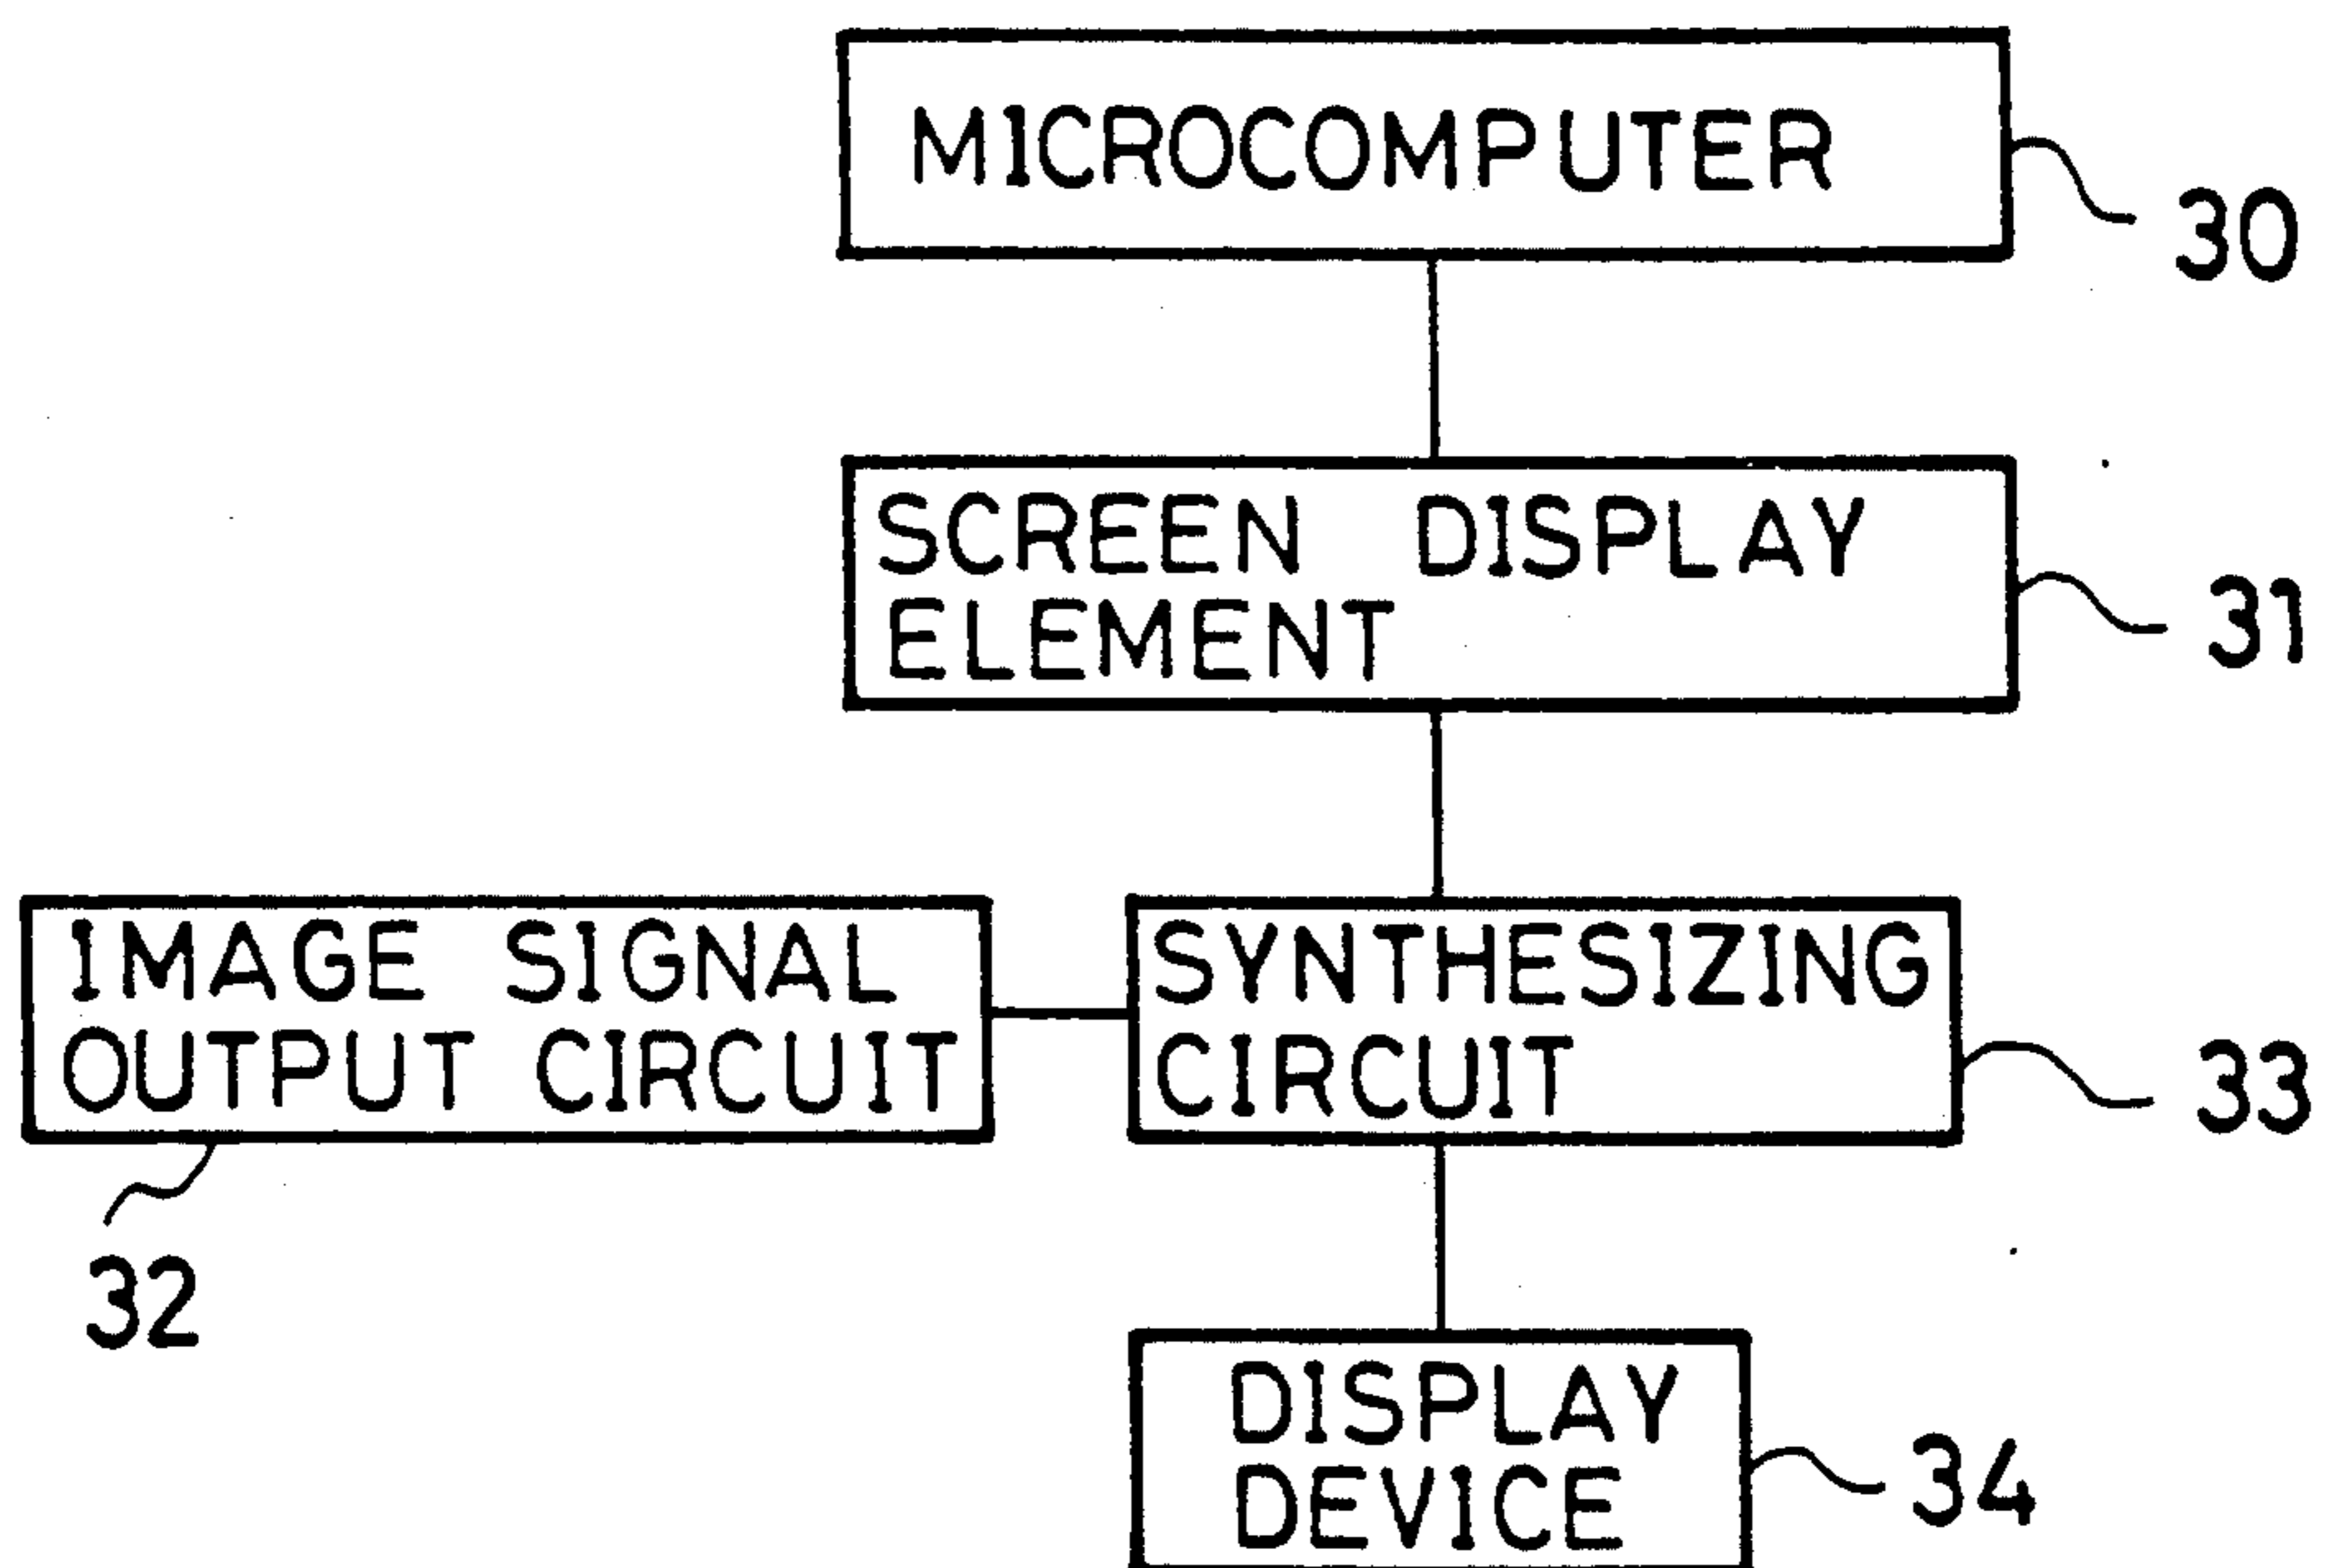 MICROCOMPUTER
30
SCREEN DISPLAY
ELEMENT
31
IMAGE SIGNAL
OUTPUT CIRCUIT
32
SYNTHESIZING
CIRCUIT
33
DISPLAY
DEVICE
34